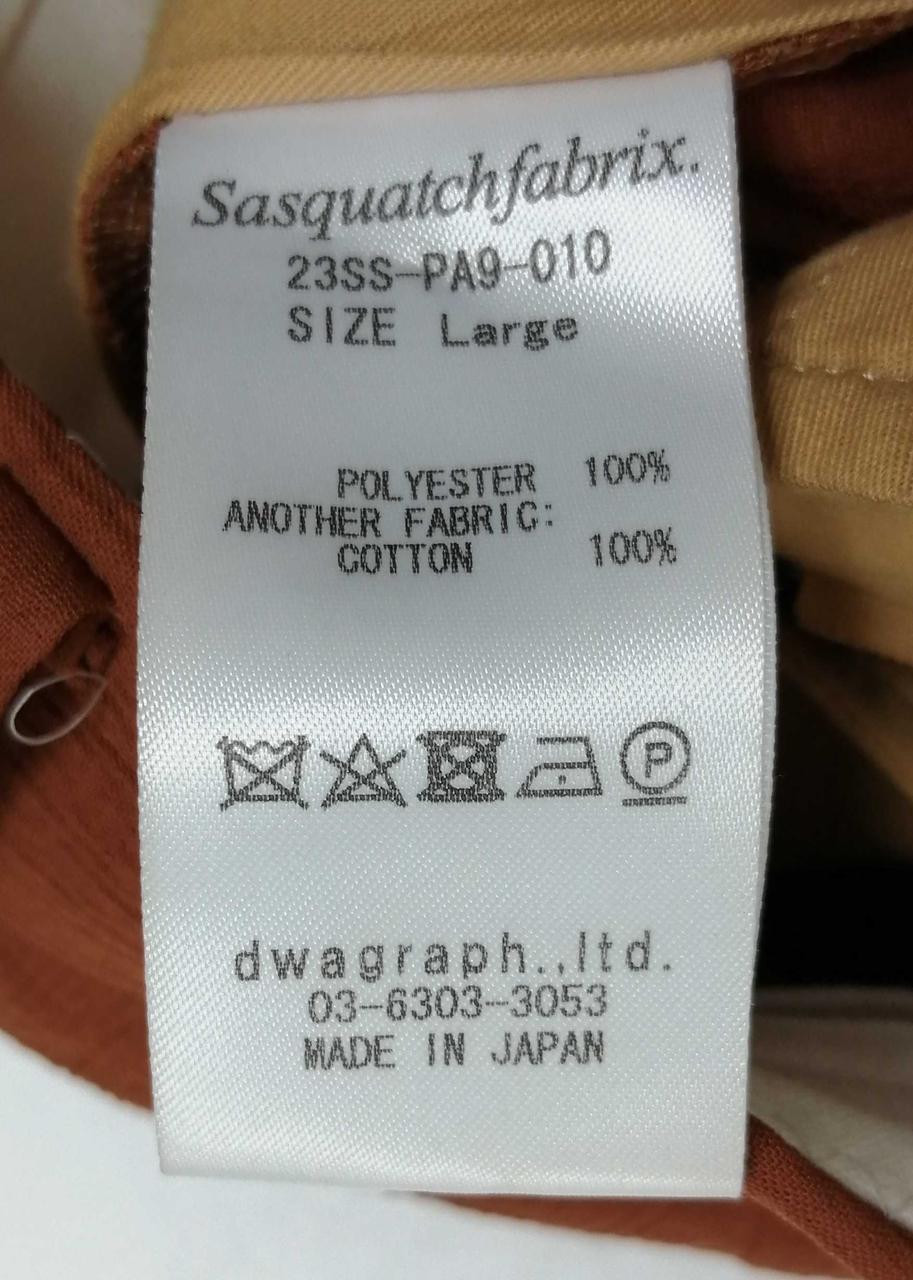 Sasquatchfabrix.
23SS-PA9-010
SIZE Large
POLYESTER 100%
ANOTHER FABRIC:
COTTON 100%
P
dwagraph.,ltd.
03-6303-3053
MADE IN JAPAN